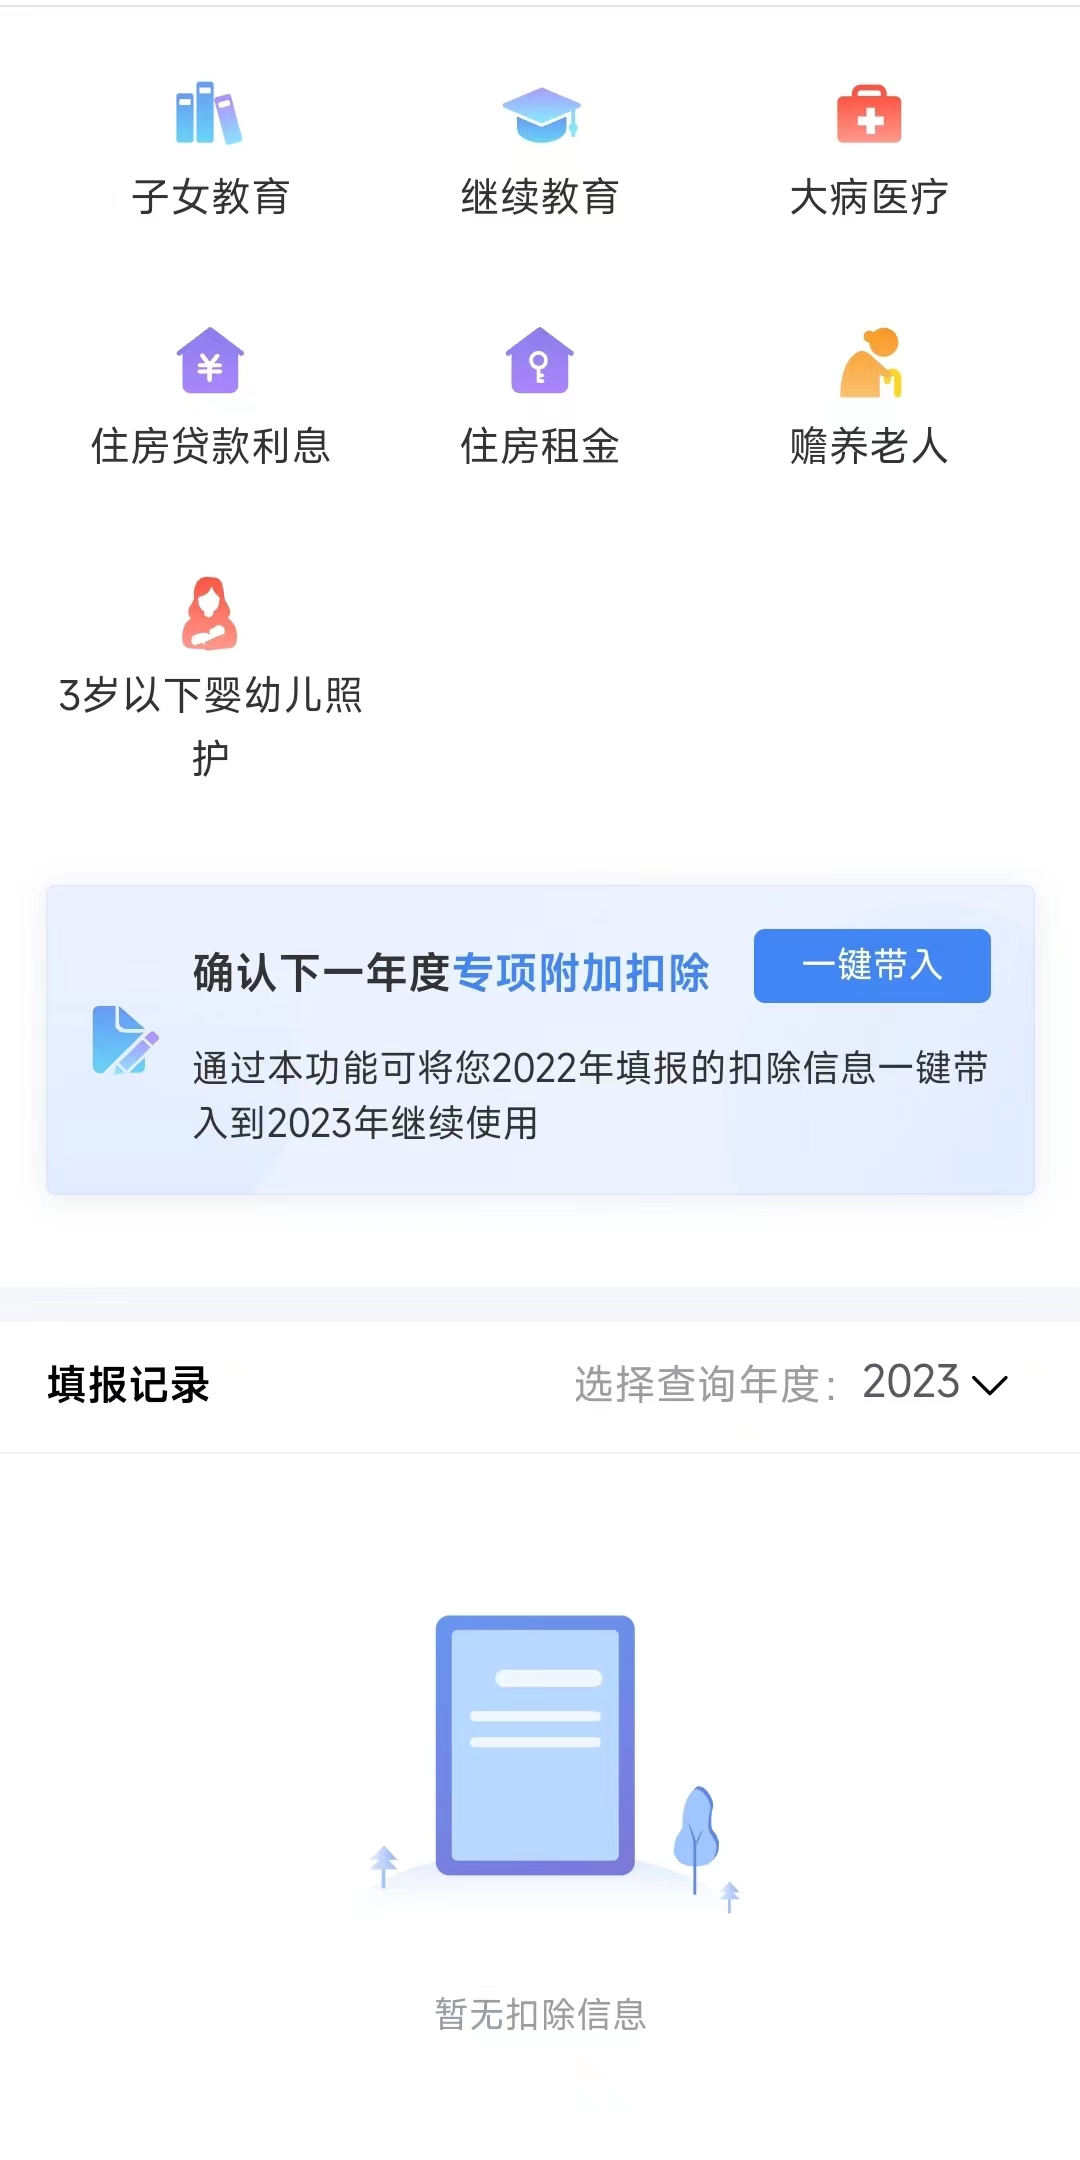 子女教育
继续教育
大病医疗
住房贷款利息
住房租金
赡养老人
3岁以下婴幼儿照
护
确认下一年度专项附加扣除
一键带入
通过本功能可将您2022年填报的扣除信息一键带
入到2023年继续使用
填报记录
选择查询年度：2023
暂无扣除信息